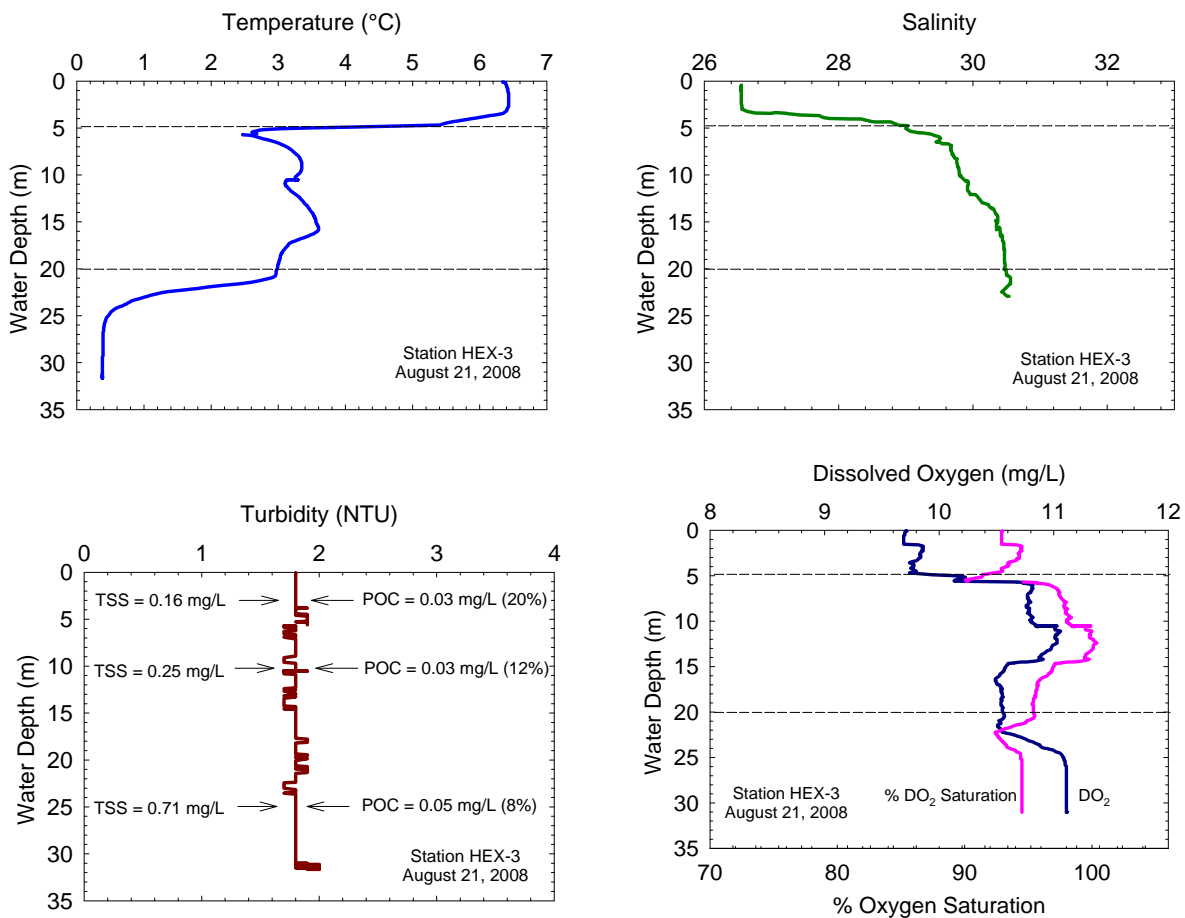 Temperature (°C)
0 1 2 3 4 5 6 7
0
5
10
15
20
25
30
35
Water Depth (m)
Station HEX-3
August 21, 2008
Salinity
26 28 30 32
0
5
10
15
20
25
30
35
Water Depth (m)
Station HEX-3
August 21, 2008
Turbidity (NTU)
0 1 2 3 4
0
5
10
15
20
25
30
35
Water Depth (m)
TSS = 0.16 mg/L
POC = 0.03 mg/L (20%)
TSS = 0.25 mg/L
POC = 0.03 mg/L (12%)
TSS = 0.71 mg/L
POC = 0.05 mg/L (8%)
Station HEX-3
August 21, 2008
Dissolved Oxygen (mg/L)
8 9 10 11 12
0
5
10
15
20
25
30
35
Water Depth (m)
% DO₂ Saturation
DO₂
Station HEX-3
August 21, 2008
70 80 90 100
% Oxygen Saturation